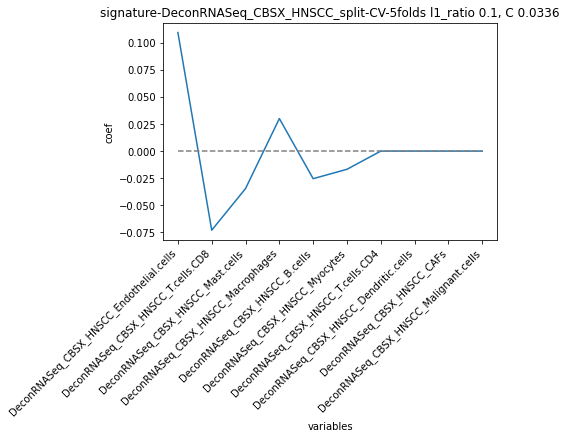 signature-DeconRNASeq_CBSX_HNSCC_split-CV-5folds l1_ratio 0.1, C 0.0336
0.100
0.075
0.050
0.025
0.000
−0.025
−0.050
−0.075
coef
DeconRNASeq_CBSX_HNSCC_Endothelial.cells
DeconRNASeq_CBSX_HNSCC_T.cells.CD8
DeconRNASeq_CBSX_HNSCC_Mast.cells
DeconRNASeq_CBSX_HNSCC_Macrophages
DeconRNASeq_CBSX_HNSCC_B.cells
DeconRNASeq_CBSX_HNSCC_Myocytes
DeconRNASeq_CBSX_HNSCC_T.cells.CD4
DeconRNASeq_CBSX_HNSCC_Dendritic.cells
DeconRNASeq_CBSX_HNSCC_CAFs
DeconRNASeq_CBSX_HNSCC_Malignant.cells
variables